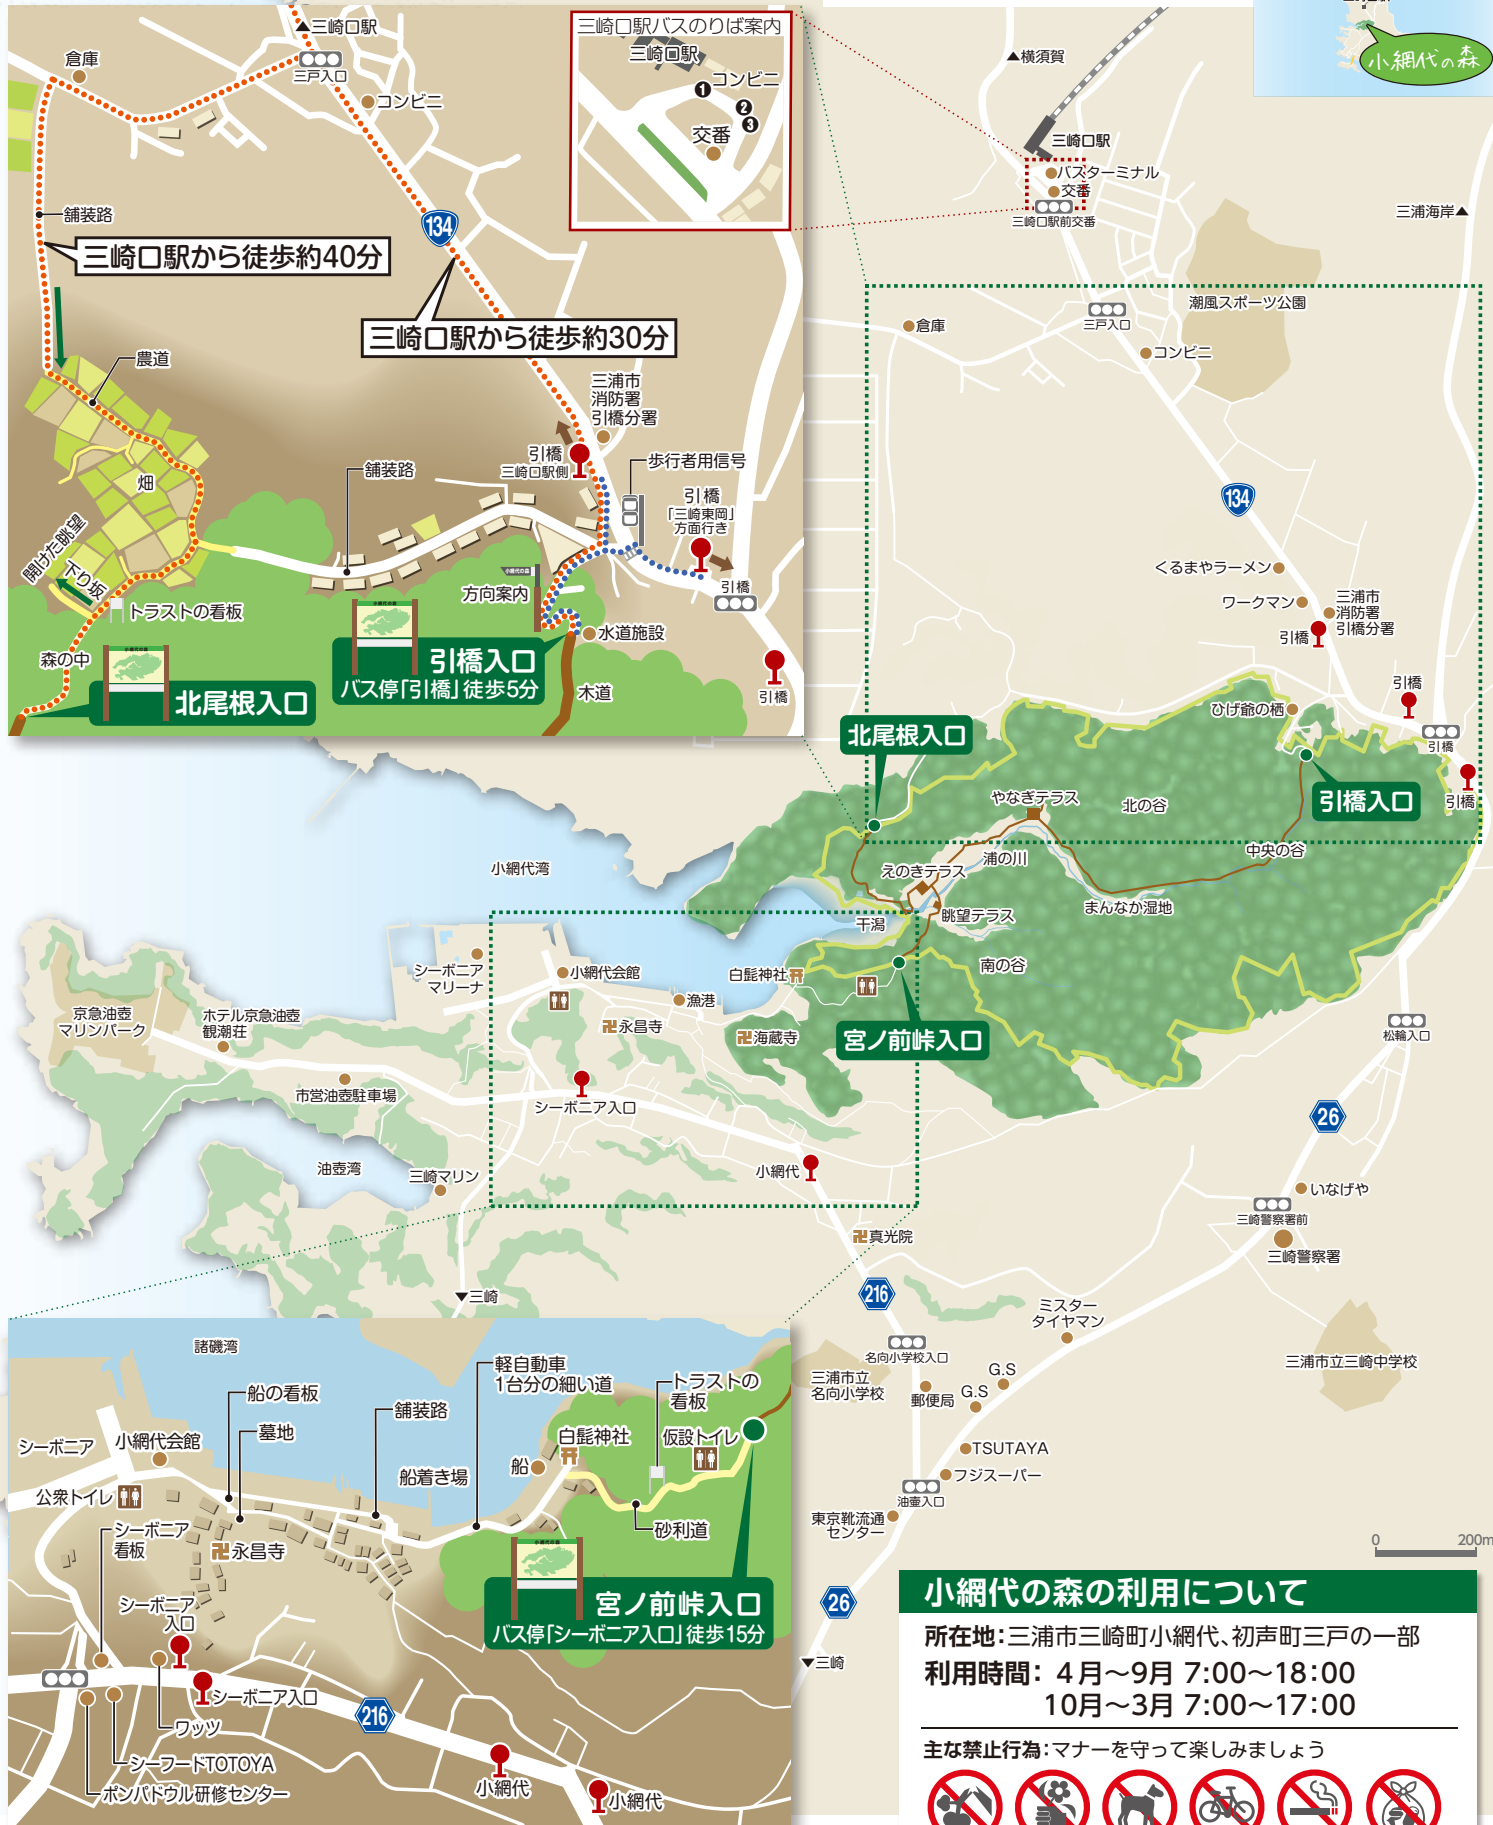 ▲三崎口駅
倉庫
三戸入口
コンビニ
舗装路
三崎口駅から徒歩約40分
134
三崎口駅から徒歩約30分
農道
三浦市
消防署
引橋分署
引橋
三崎口駅側
歩行者用信号
舗装路
引橋
「三崎東岡」
方面行き
畑
開けた眺望
下り坂
トラストの看板
方向案内
小網代の森
引橋
水道施設
小網代の森
引橋入口
バス停「引橋」徒歩5分
木道
引橋
森の中
小網代の森
北尾根入口
三崎口駅バスのりば案内
三崎口駅
コンビニ
❶
❷
❸
交番
小網代の森
▲横須賀
三崎口駅
バスターミナル
交番
三崎口駅前交番
三浦海岸▲
潮風スポーツ公園
倉庫
三戸入口
コンビニ
134
くるまやラーメン
ワークマン
三浦市
消防署
引橋分署
引橋
引橋
ひげ爺の栖
引橋
引橋
北尾根入口
引橋入口
やなぎテラス
北の谷
中央の谷
浦の川
えのきテラス
まんなか湿地
眺望テラス
干潟
小網代湾
南の谷
白髭神社
シーボニア
マリーナ
小網代会館
漁港
永昌寺
海蔵寺
宮ノ前峠入口
京急油壺
マリンパーク
ホテル京急油壺
観潮荘
市営油壺駐車場
シーボニア入口
松輪入口
26
油壺湾
三崎マリン
小網代
いなげや
三崎警察署前
三崎警察署
真光院
▼三崎
216
ミスター
タイヤマン
名向小学校入口
三浦市立
名向小学校
郵便局
G.S
G.S
三浦市立三崎中学校
TSUTAYA
フジスーパー
油壷入口
東京靴流通
センター
26
▼三崎
0 200m
諸磯湾
船の看板
墓地
軽自動車
1台分の細い道
トラストの
看板
舗装路
シーボニア
小網代会館
白髭神社
仮設トイレ
船
船着き場
公衆トイレ
シーボニア
看板
永昌寺
砂利道
小網代の森
宮ノ前峠入口
バス停「シーボニア入口」徒歩15分
シーボニア
入口
シーボニア入口
ワッツ
216
シーフードTOTOYA
ポンパドウル研修センター
小網代
小網代
小網代の森の利用について
所在地:三浦市三崎町小網代、初声町三戸の一部
利用時間: 4月〜9月 7:00〜18:00
10月〜3月 7:00〜17:00
主な禁止行為:マナーを守って楽しみましょう